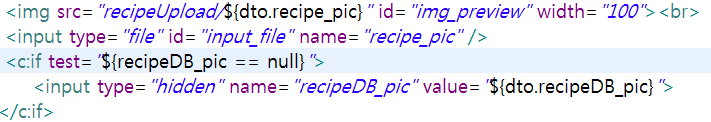 <img src="recipeUpload/${dto.recipe_pic}" id="img_preview" width="100"><br>
<input type="file" id="input_file" name="recipe_pic" />
<c:if test="${recipeDB_pic == null}">
<input type="hidden" name="recipeDB_pic" value="${dto.recipeDB_pic}">
</c:if>